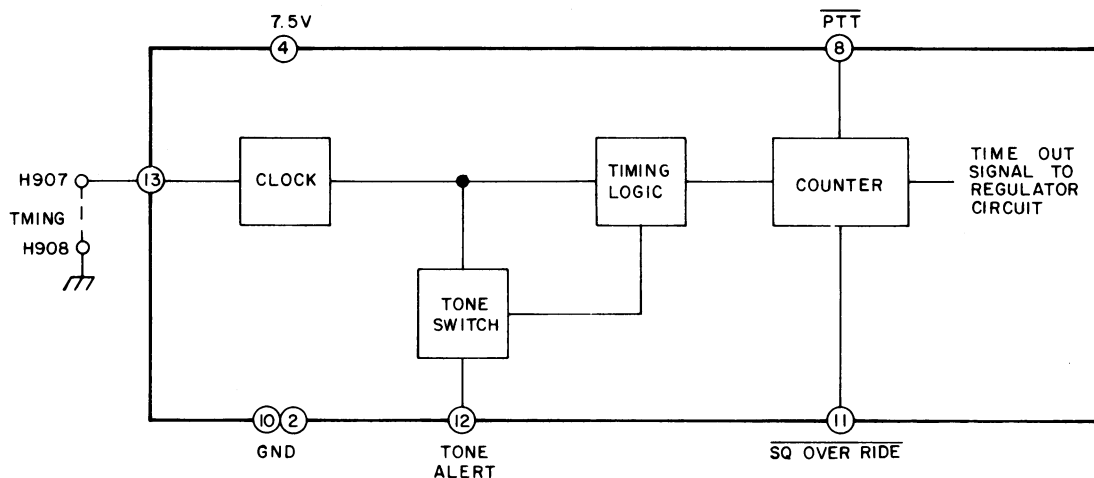 7.5V
4
PTT
8
H907
13
CLOCK
TIMING
LOGIC
COUNTER
TIME OUT
SIGNAL TO
REGULATOR
CIRCUIT
TMING
H908
TONE
SWITCH
10
2
12
11
GND
TONE
ALERT
SQ OVER RIDE